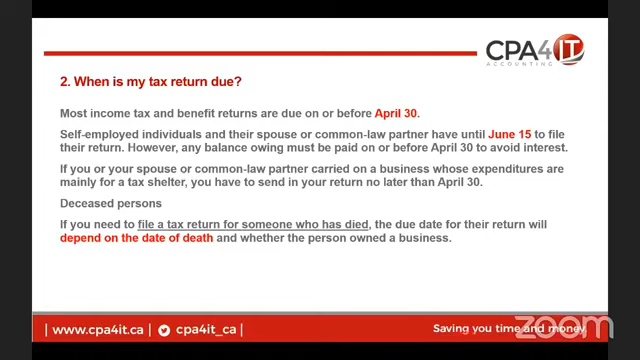 CPA4IT
ACCOUNTING
2. When is my tax return due?
Most income tax and benefit returns are due on or before April 30.
Self-employed individuals and their spouse or common-law partner have until June 15 to file
their return. However, any balance owing must be paid on or before April 30 to avoid interest.
If you or your spouse or common-law partner carried on a business whose expenditures are
mainly for a tax shelter, you have to send in your return no later than April 30.
Deceased persons
If you need to file a tax return for someone who has died, the due date for their return will
depend on the date of death and whether the person owned a business.
| www.cpa4it.ca | cpa4it_ca |
Saving you time and money.
zoom